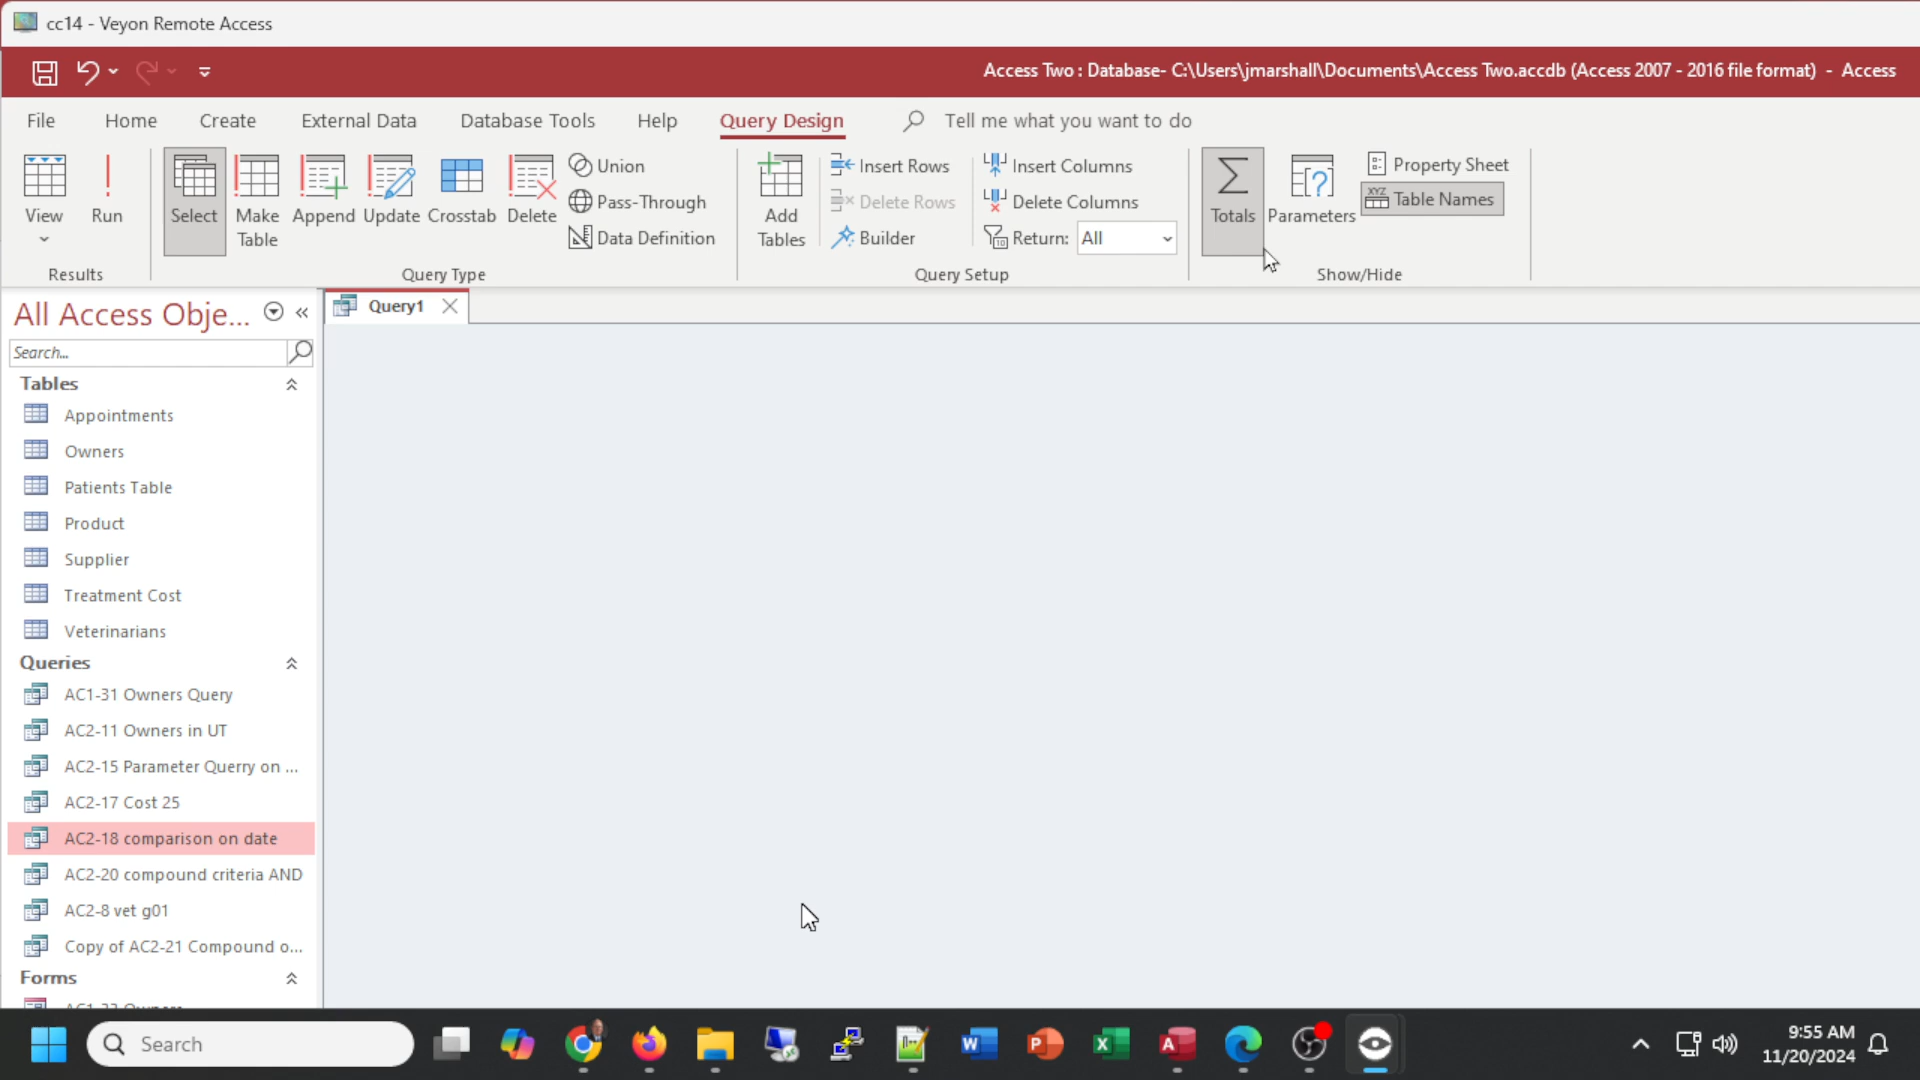 cc14 - Veyon Remote Access
Access Two : Database- C:\Users\jmarshall\Documents\Access Two.accdb (Access 2007 - 2016 file format) - Access
File Home Create External Data Database Tools Help Query Design Tell me what you want to do
View
Run
Select
Make
Table
Append
Update
Crosstab
Delete
Union
Pass-Through
Data Definition
Add
Tables
Insert Rows
Delete Rows
Builder
Insert Columns
Delete Columns
Return: All
Totals
Parameters
Property Sheet
Table Names
Results
Query Type
Query Setup
Show/Hide
All Access Obje...
Search...
Query1
Tables
Appointments
Owners
Patients Table
Product
Supplier
Treatment Cost
Veterinarians
Queries
AC1-31 Owners Query
AC2-11 Owners in UT
AC2-15 Parameter Querry on ...
AC2-17 Cost 25
AC2-18 comparison on date
AC2-20 compound criteria AND
AC2-8 vet g01
Copy of AC2-21 Compound o...
Forms
Search
9:55 AM
11/20/2024